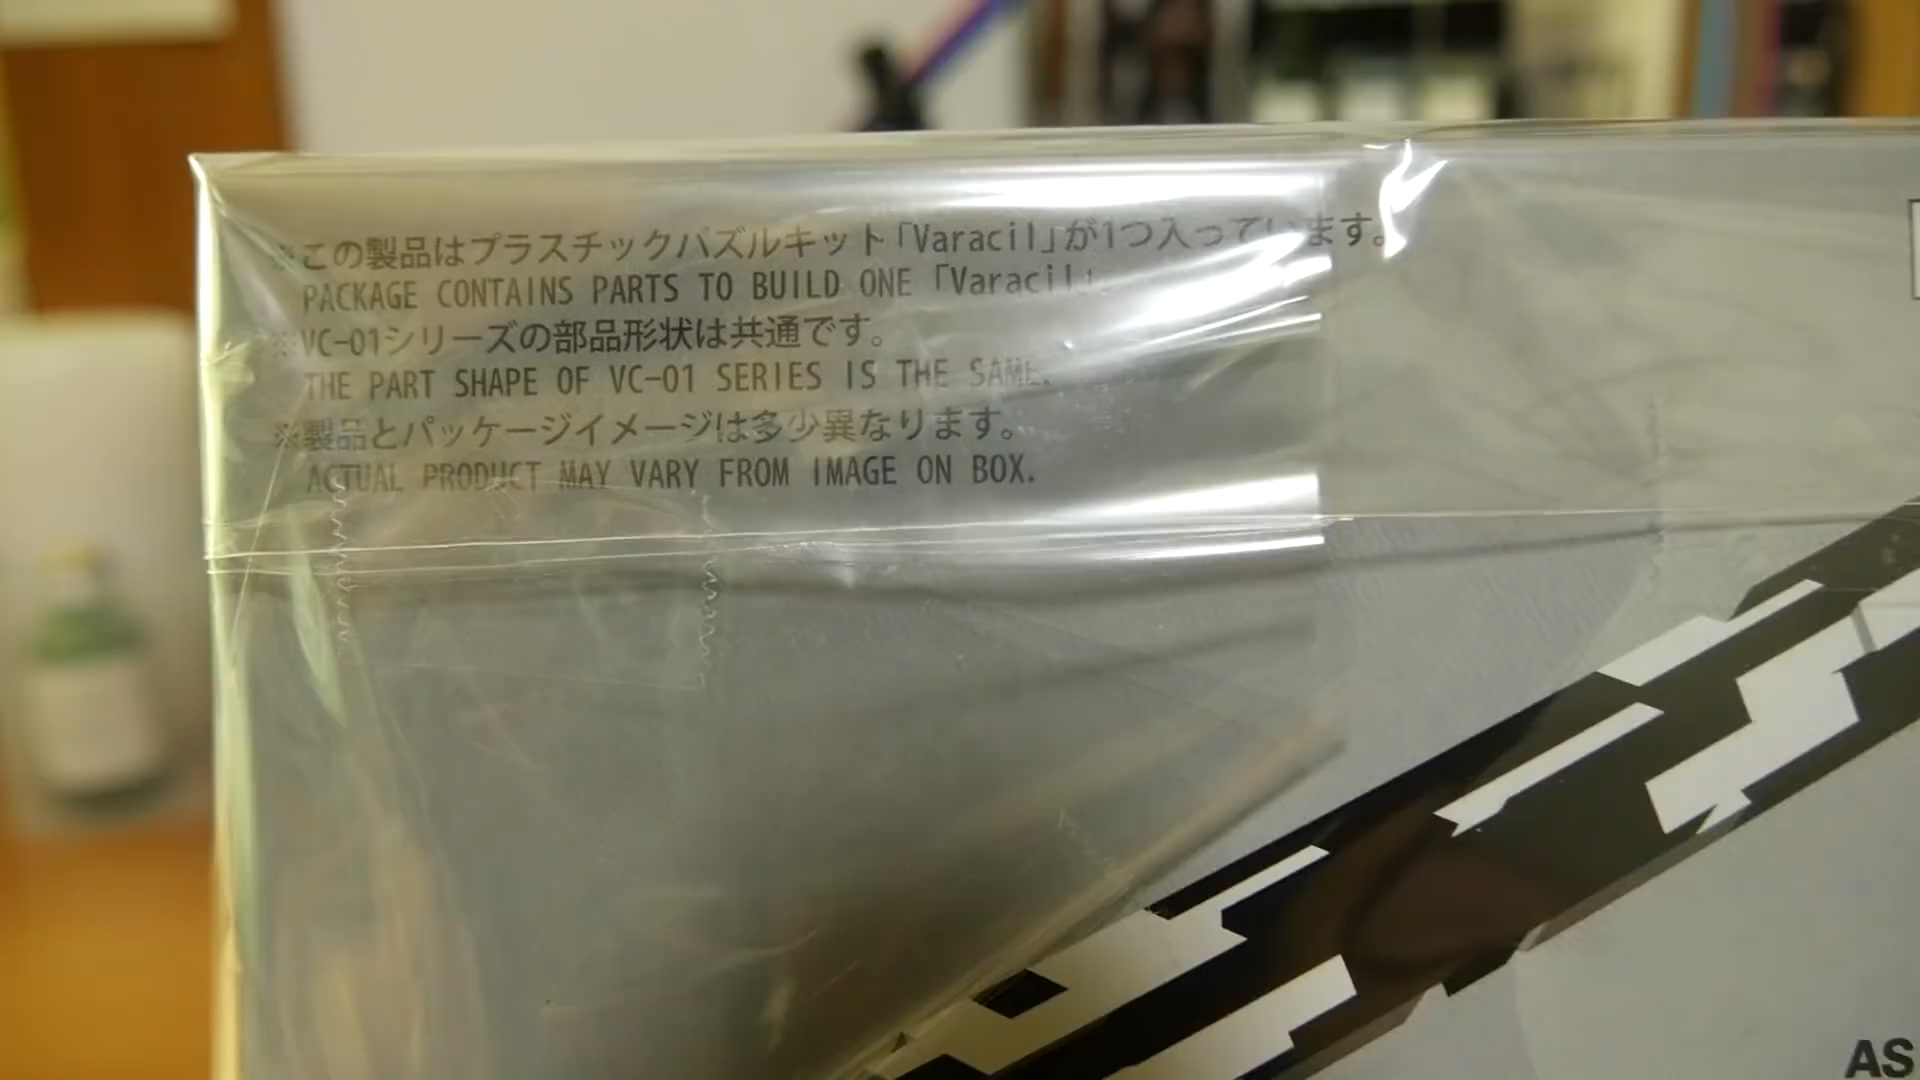 ※この製品はプラスチックパズルキット「Varacil」が1つ入っています。
PACKAGE CONTAINS PARTS TO BUILD ONE「Varacil」.
※VC-01シリーズの部品形状は共通です。
THE PART SHAPE OF VC-01 SERIES IS THE SAME.
※製品とパッケージイメージは多少異なります。
ACTUAL PRODUCT MAY VARY FROM IMAGE ON BOX.
AS